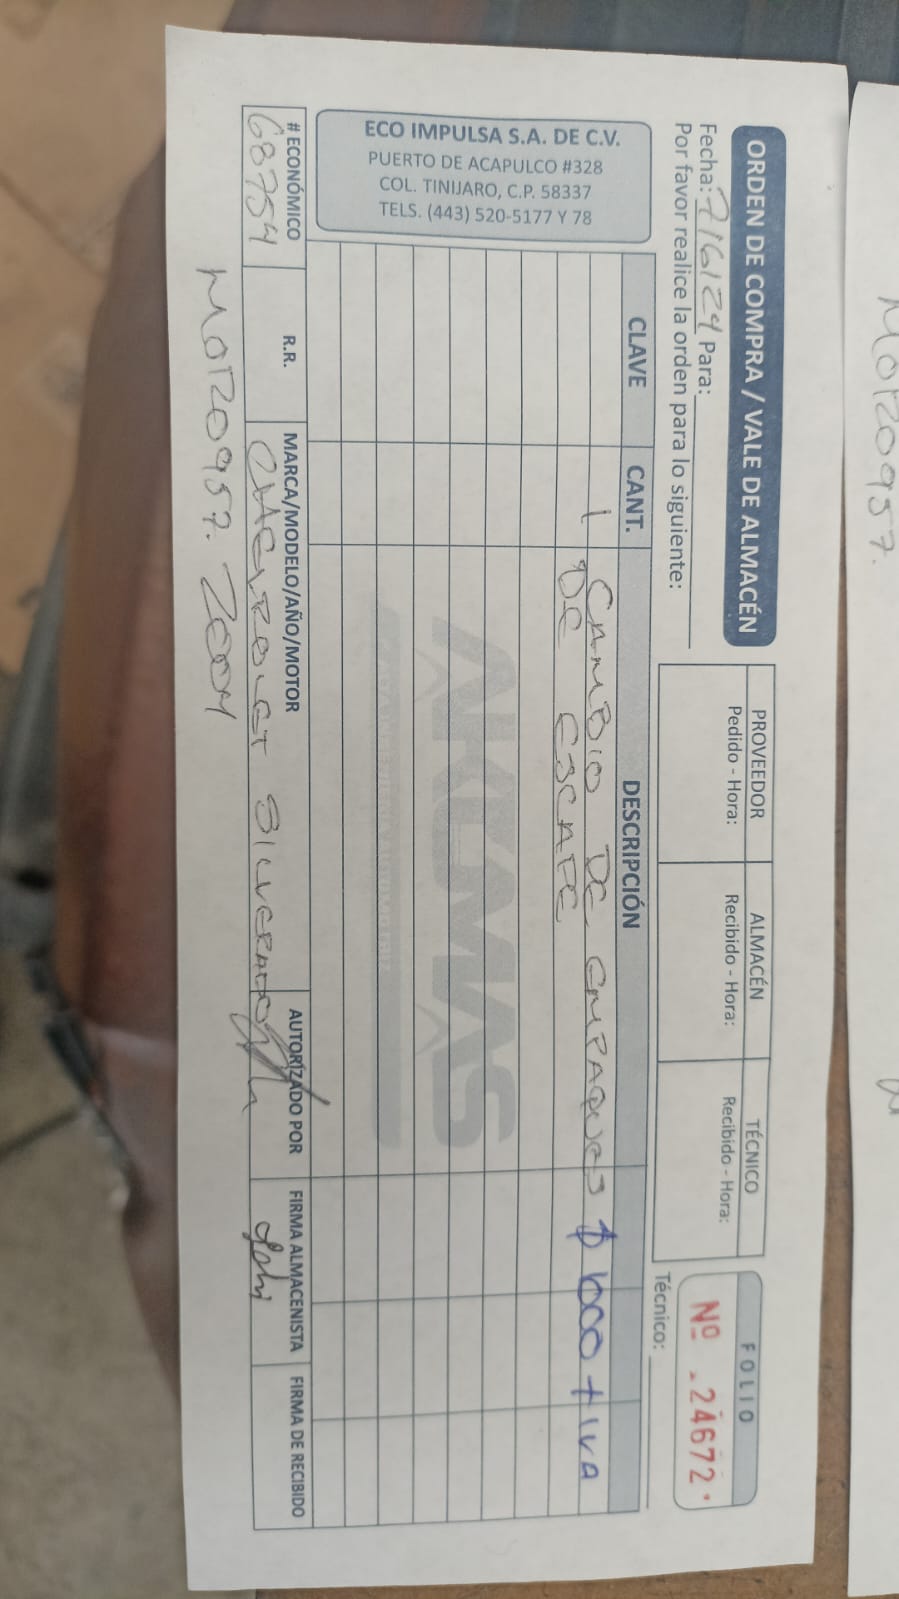 ORDEN DE COMPRA / VALE DE ALMACÉN
Fecha: 7/6/24 Para:
Por favor realice la orden para lo siguiente:
PROVEEDOR ALMACÉN TÉCNICO
Pedido - Hora: Recibido - Hora: Recibido - Hora:
FOLIO
Nº 24672
Técnico:
ECO IMPULSA S.A. DE C.V.
PUERTO DE ACAPULCO #328
COL. TINIJARO, C.P. 58337
TELS. (443) 520-5177 Y 78
CLAVE CANT. DESCRIPCIÓN
1 CAMBIO DE EMPAQUES $ 1000 + IVA
DE ESCAPE
AKUMAS
# ECONÓMICO R.R. MARCA/MODELO/AÑO/MOTOR AUTORIZADO POR FIRMA ALMACENISTA FIRMA DE RECIBIDO
68754 CHEVROLET SILVERADO
MO120957. 2001
MO120957.